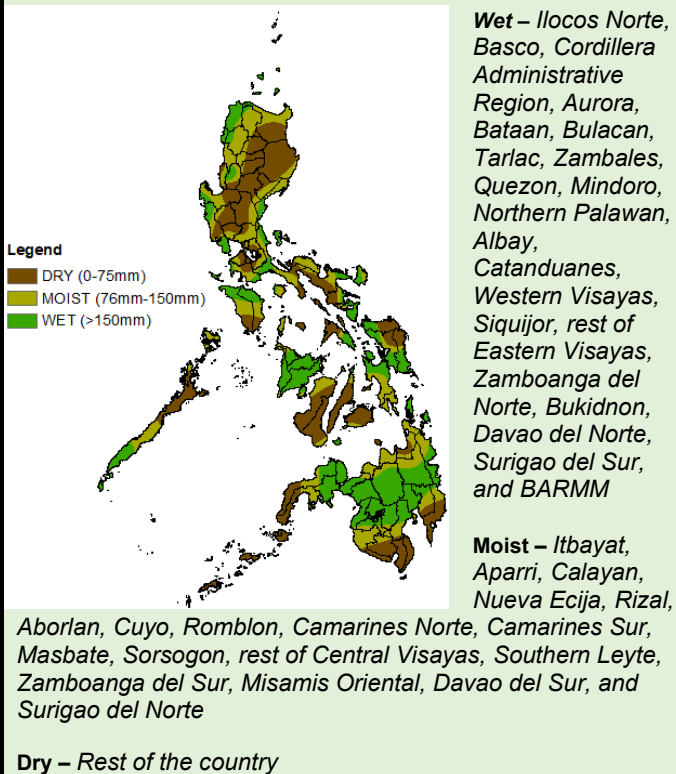 Wet – Ilocos Norte,
Basco, Cordillera
Administrative
Region, Aurora,
Bataan, Bulacan,
Tarlac, Zambales,
Quezon, Mindoro,
Northern Palawan,
Albay,
Catanduanes,
Western Visayas,
Siquijor, rest of
Eastern Visayas,
Zamboanga del
Norte, Bukidnon,
Davao del Norte,
Surigao del Sur,
and BARMM
Legend
DRY (0-75mm)
MOIST (76mm-150mm)
WET (>150mm)
Moist – Itbayat,
Aparri, Calayan,
Nueva Ecija, Rizal,
Aborlan, Cuyo, Romblon, Camarines Norte, Camarines Sur,
Masbate, Sorsogon, rest of Central Visayas, Southern Leyte,
Zamboanga del Sur, Misamis Oriental, Davao del Sur, and
Surigao del Norte
Dry – Rest of the country